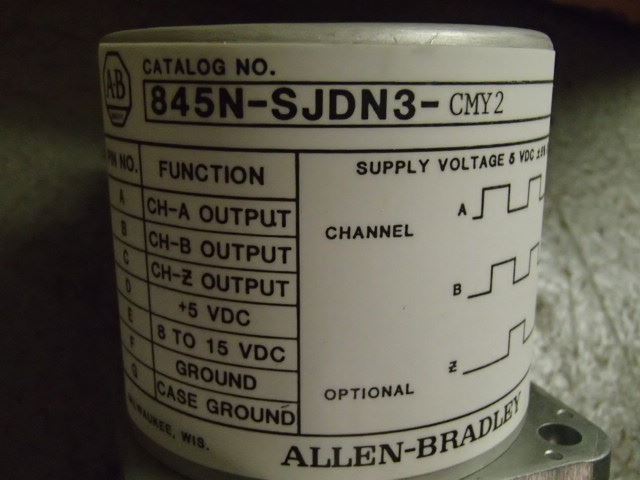 A-B
CATALOG NO.
845N-SJDN3- CMY2
PIN NO. FUNCTION
A CH-A OUTPUT
B CH-B OUTPUT
C CH-Z OUTPUT
D +5 VDC
E 8 TO 15 VDC
F GROUND
G CASE GROUND
SUPPLY VOLTAGE 5 VDC
CHANNEL
A
B
Z
OPTIONAL
MILWAUKEE, WIS.
ALLEN-BRADLEY